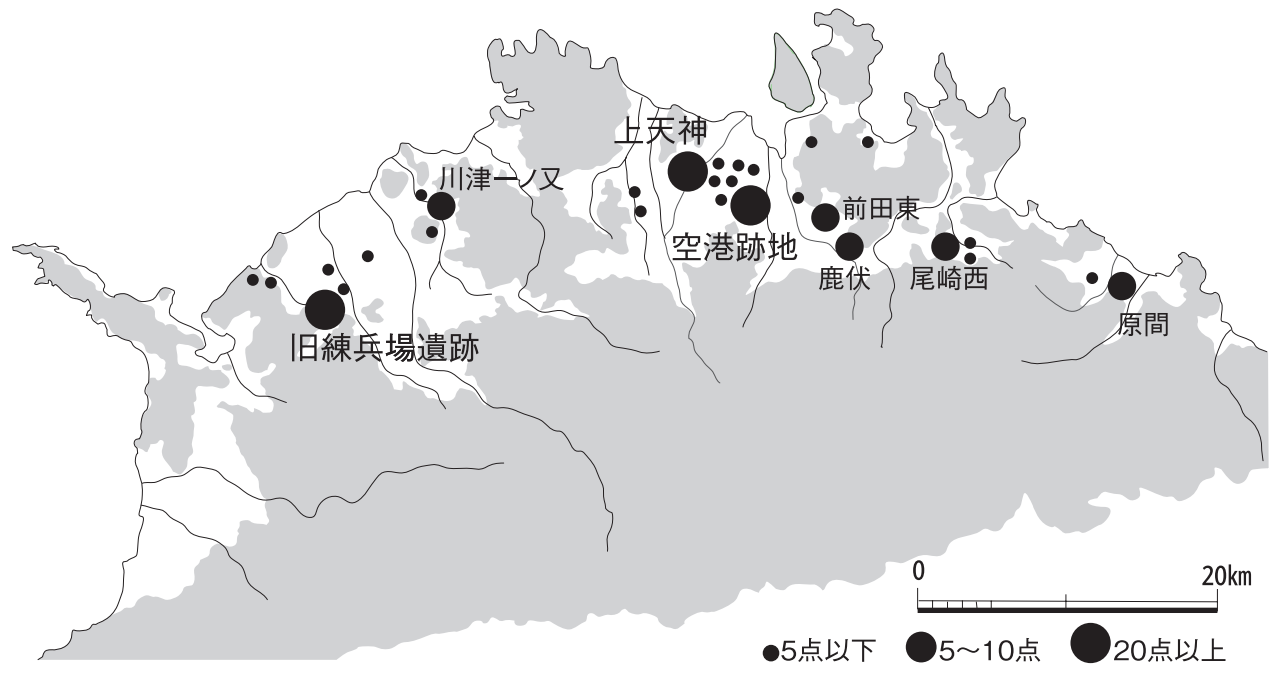 上天神
川津一ノ又
前田東
空港跡地
鹿伏
尾崎西
原間
旧練兵場遺跡
0
20km
5点以下
5〜10点
20点以上